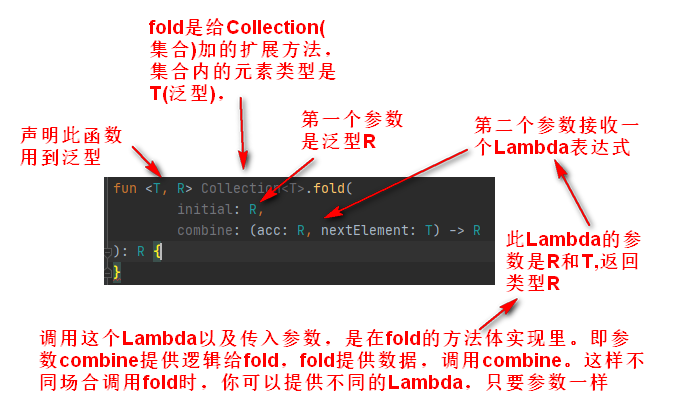 fold是给Collection(
集合)加的扩展方法，
集合内的元素类型是
T(泛型)，
第一个参数
是泛型R
第二个参数接收一
个Lambda表达式
声明此函数
用到泛型
fun <T, R> Collection<T>.fold(
initial: R,
combine: (acc: R, nextElement: T) -> R
): R {
}
此Lambda的参
数是R和T,返回
类型R
调用这个Lambda以及传入参数，是在fold的方法体实现里。即参
数combine提供逻辑给fold，fold提供数据，调用combine。这样不
同场合调用fold时，你可以提供不同的Lambda，只要参数一样